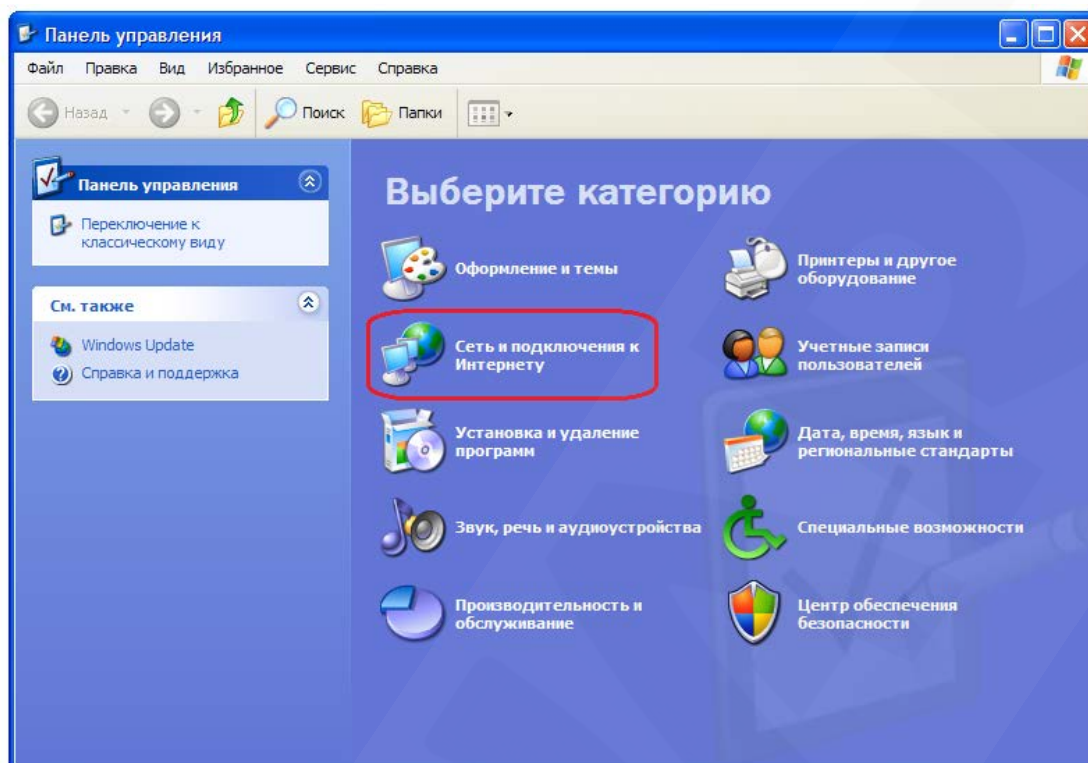 Панель управления
Файл Правка Вид Избранное Сервис Справка
Назад Поиск Папки
Панель управления
Переключение к
классическому виду
См. также
Windows Update
Справка и поддержка
Выберите категорию
Оформление и темы
Принтеры и другое
оборудование
Сеть и подключения к
Интернету
Учетные записи
пользователей
Установка и удаление
программ
Дата, время, язык и
региональные стандарты
Звук, речь и аудиоустройства
Специальные возможности
Производительность и
обслуживание
Центр обеспечения
безопасности